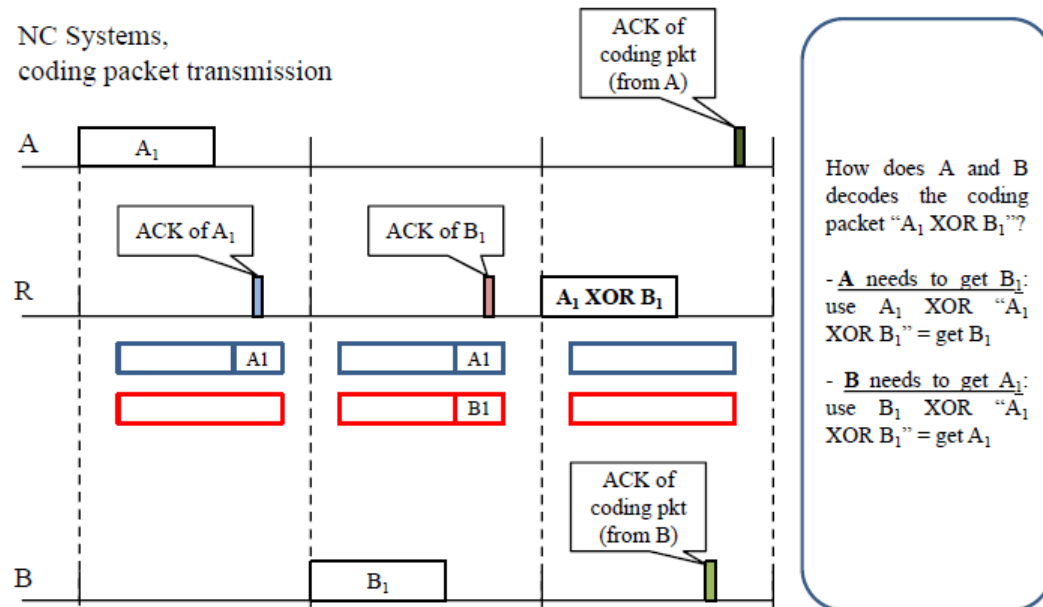 NC Systems,
coding packet transmission
ACK of
coding pkt
(from A)
A
A₁
ACK of A₁
ACK of B₁
R
A₁ XOR B₁
A1
A1
B1
ACK of
coding pkt
(from B)
B
B₁
How does A and B
decodes the coding
packet “A₁ XOR B₁”?
- A needs to get B₁:
use A₁ XOR “A₁
XOR B₁” = get B₁
- B needs to get A₁:
use B₁ XOR “A₁
XOR B₁” = get A₁